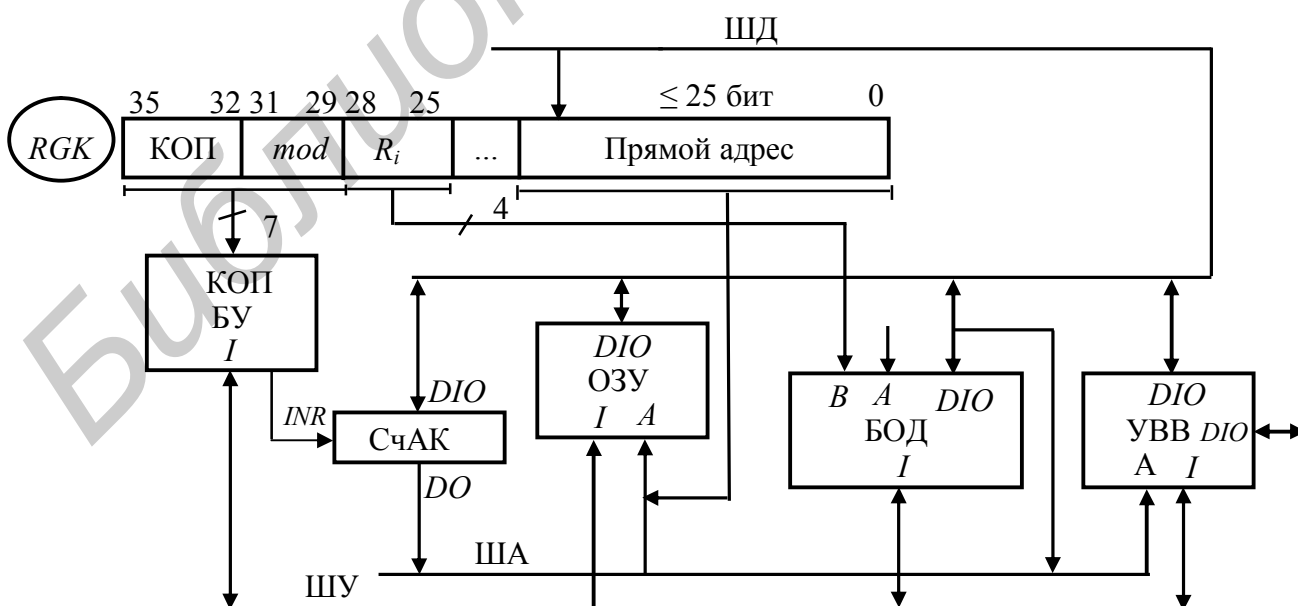 ШД
35 32 31 29 28 25 ≤ 25 бит 0
RGK КОП mod Ri ... Прямой адрес
7 4
КОП
БУ
I
DIO
ОЗУ
I A
B A DIO
БОД
I
DIO
УВВ DIO
А I
INR
DIO
СчАК
DO
ША
ШУ
Библио